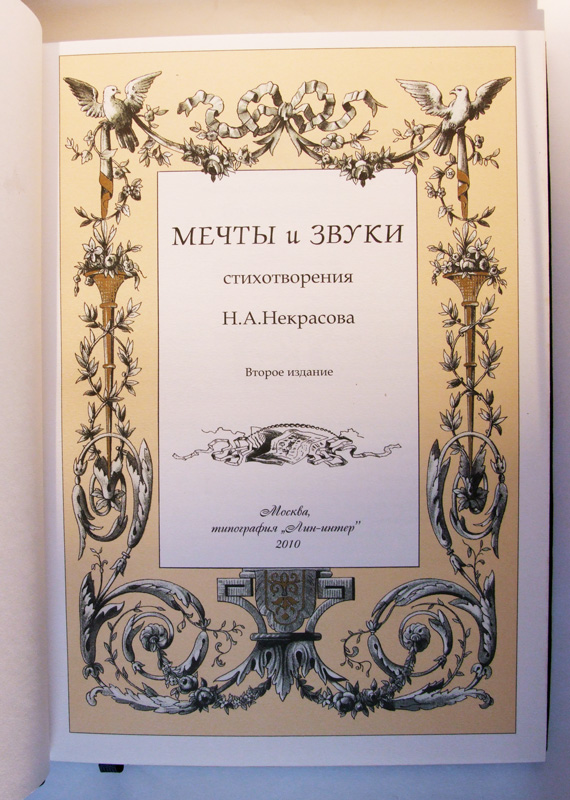 МЕЧТЫ и ЗВУКИ
стихотворения
Н.А.Некрасова
Второе издание
Москва,
типография „Лин-интер”
2010